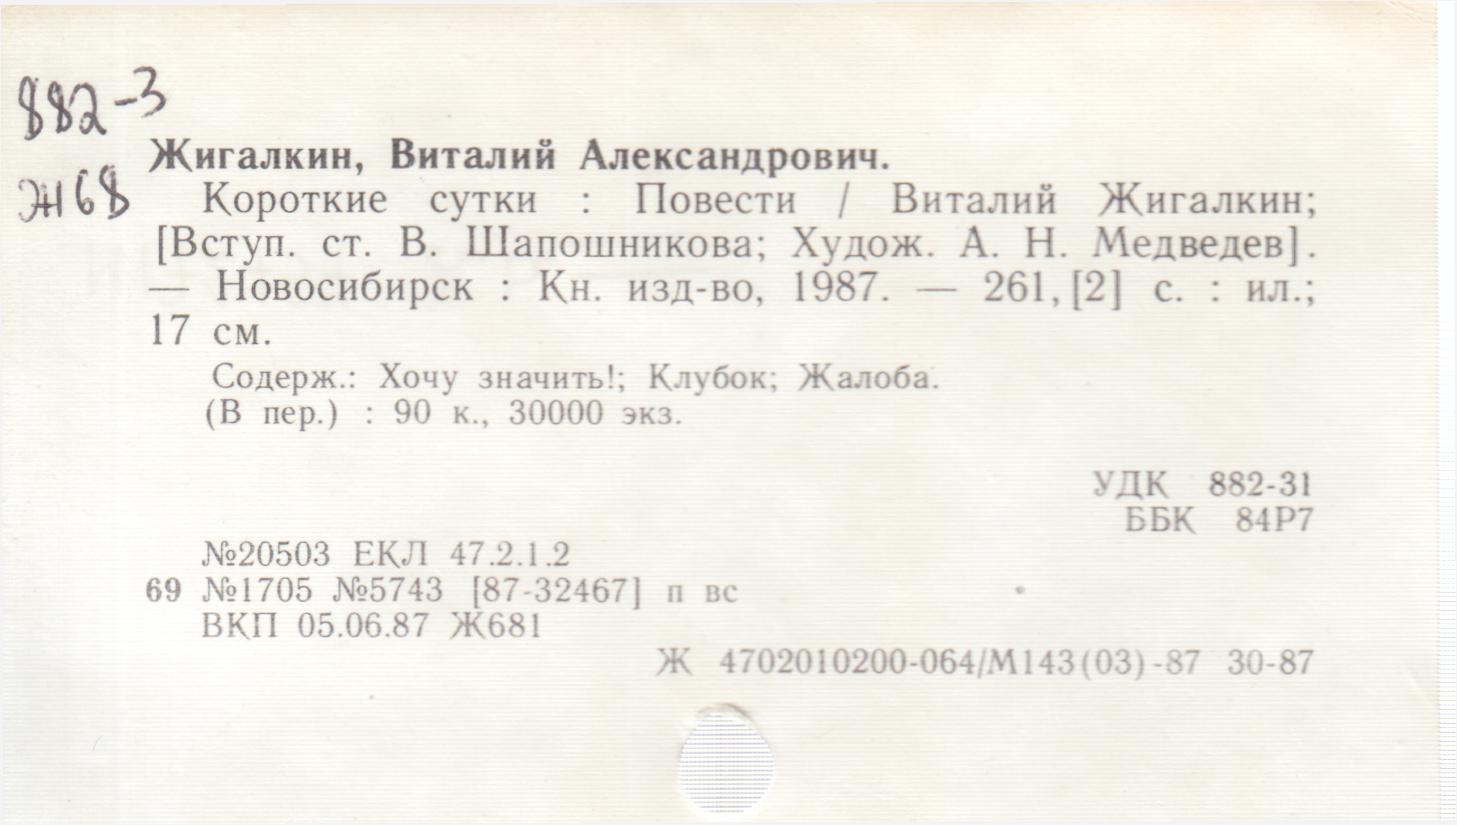 882-3
Жигалкин, Виталий Александрович.
Ж68
Короткие сутки : Повести / Виталий Жигалкин;
[Вступ. ст. В. Шапошникова; Худож. А. Н. Медведев].
— Новосибирск : Кн. изд-во, 1987. — 261, [2] с. : ил.;
17 см.
Содерж.: Хочу значить!; Клубок; Жалоба.
(В пер.) : 90 к., 30000 экз.
УДК 882-31
ББК 84Р7
№20503 ЕКЛ 47.2.1.2
69 №1705 №5743 [87-32467] п вс
ВКП 05.06.87 Ж681
Ж 4702010200-064/М143(03)-87 30-87